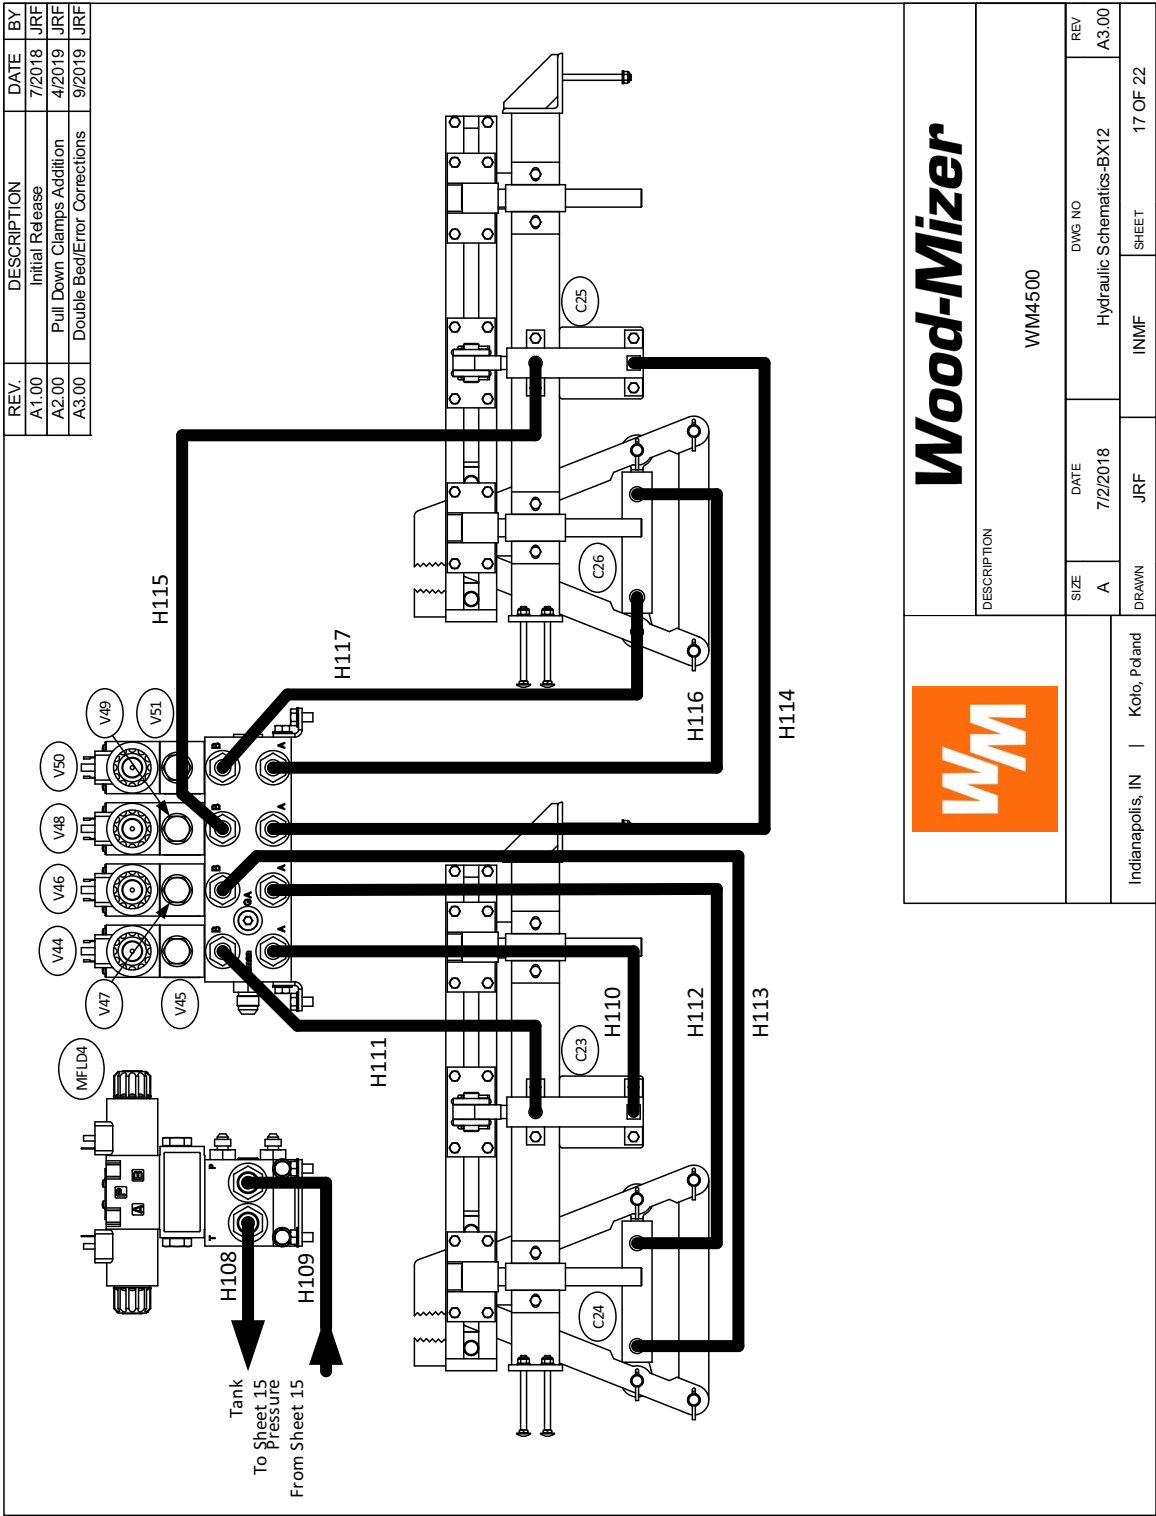 REV. DESCRIPTION DATE BY
A1.00 Initial Release 7/2018 JRF
A2.00 Pull Down Clamps Addition 4/2019 JRF
A3.00 Double Bed/Error Corrections 9/2019 JRF
MFLD4
V44
V46
V48
V50
V47
V45
V49
V51
A P B
T P
B B B B
GA
A A A A
H108
H109
Tank
To Sheet 15
Pressure
From Sheet 15
H111
H115
H117
C24
C23
C26
C25
H110
H112
H113
H116
H114
WM
Wood-Mizer
DESCRIPTION
WM4500
SIZE DATE DWG NO REV
A 7/2/2018 Hydraulic Schematics-BX12 A3.00
Indianapolis, IN | Koło, Poland
DRAWN JRF INMF SHEET 17 OF 22